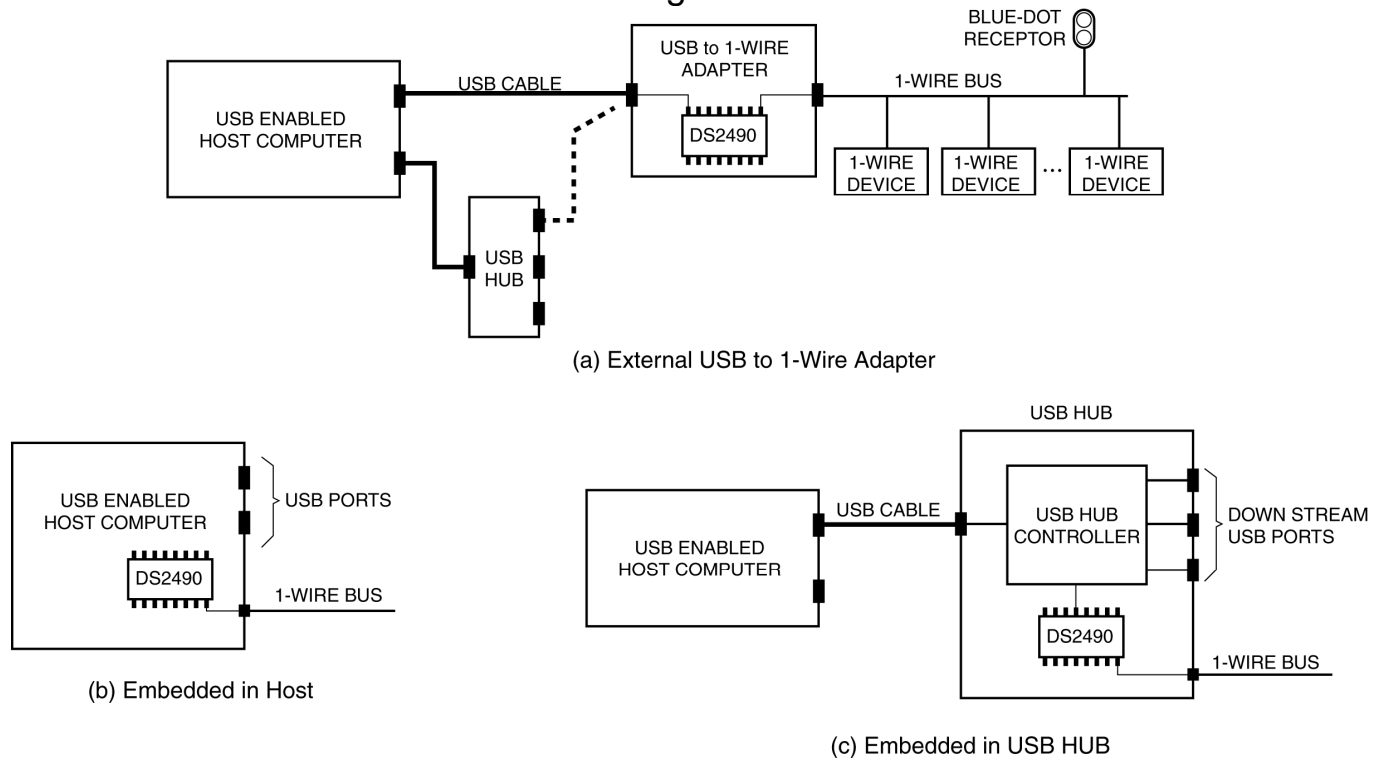 BLUE-DOT
RECEPTOR
USB to 1-WIRE
ADAPTER
USB CABLE
1-WIRE BUS
USB ENABLED
HOST COMPUTER
DS2490
1-WIRE
DEVICE
1-WIRE
DEVICE
...
1-WIRE
DEVICE
USB
HUB
(a) External USB to 1-Wire Adapter
USB ENABLED
HOST COMPUTER
USB PORTS
DS2490
1-WIRE BUS
(b) Embedded in Host
USB HUB
USB ENABLED
HOST COMPUTER
USB CABLE
USB HUB
CONTROLLER
DOWN STREAM
USB PORTS
DS2490
1-WIRE BUS
(c) Embedded in USB HUB